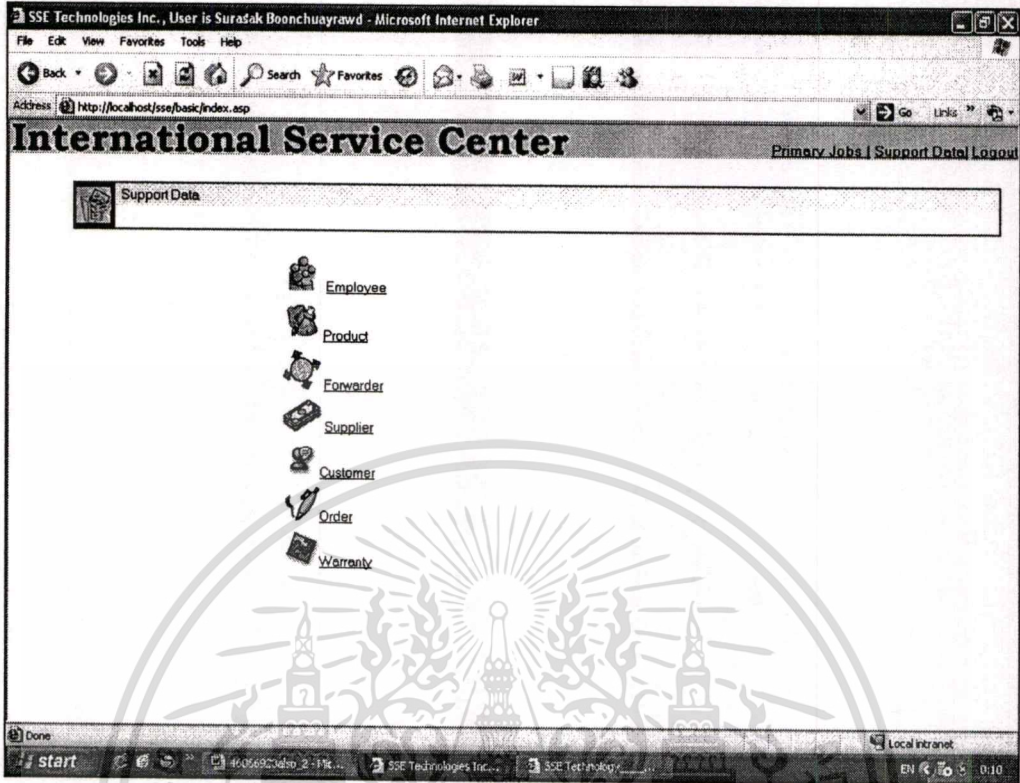 SSE Technologies Inc., User is Surasak Boonchuayrawd - Microsoft Internet Explorer
File Edit View Favorites Tools Help
Back Search Favorites
Address http://localhost/sse/basic/index.asp Go Links »
International Service Center
Primary Jobs | Support Data| Logout
Support Data
Employee
Product
Forwarder
Supplier
Customer
Order
Warranty
Done Local intranet
start SSE Technologies Inc... SSE Technology EN 0:10